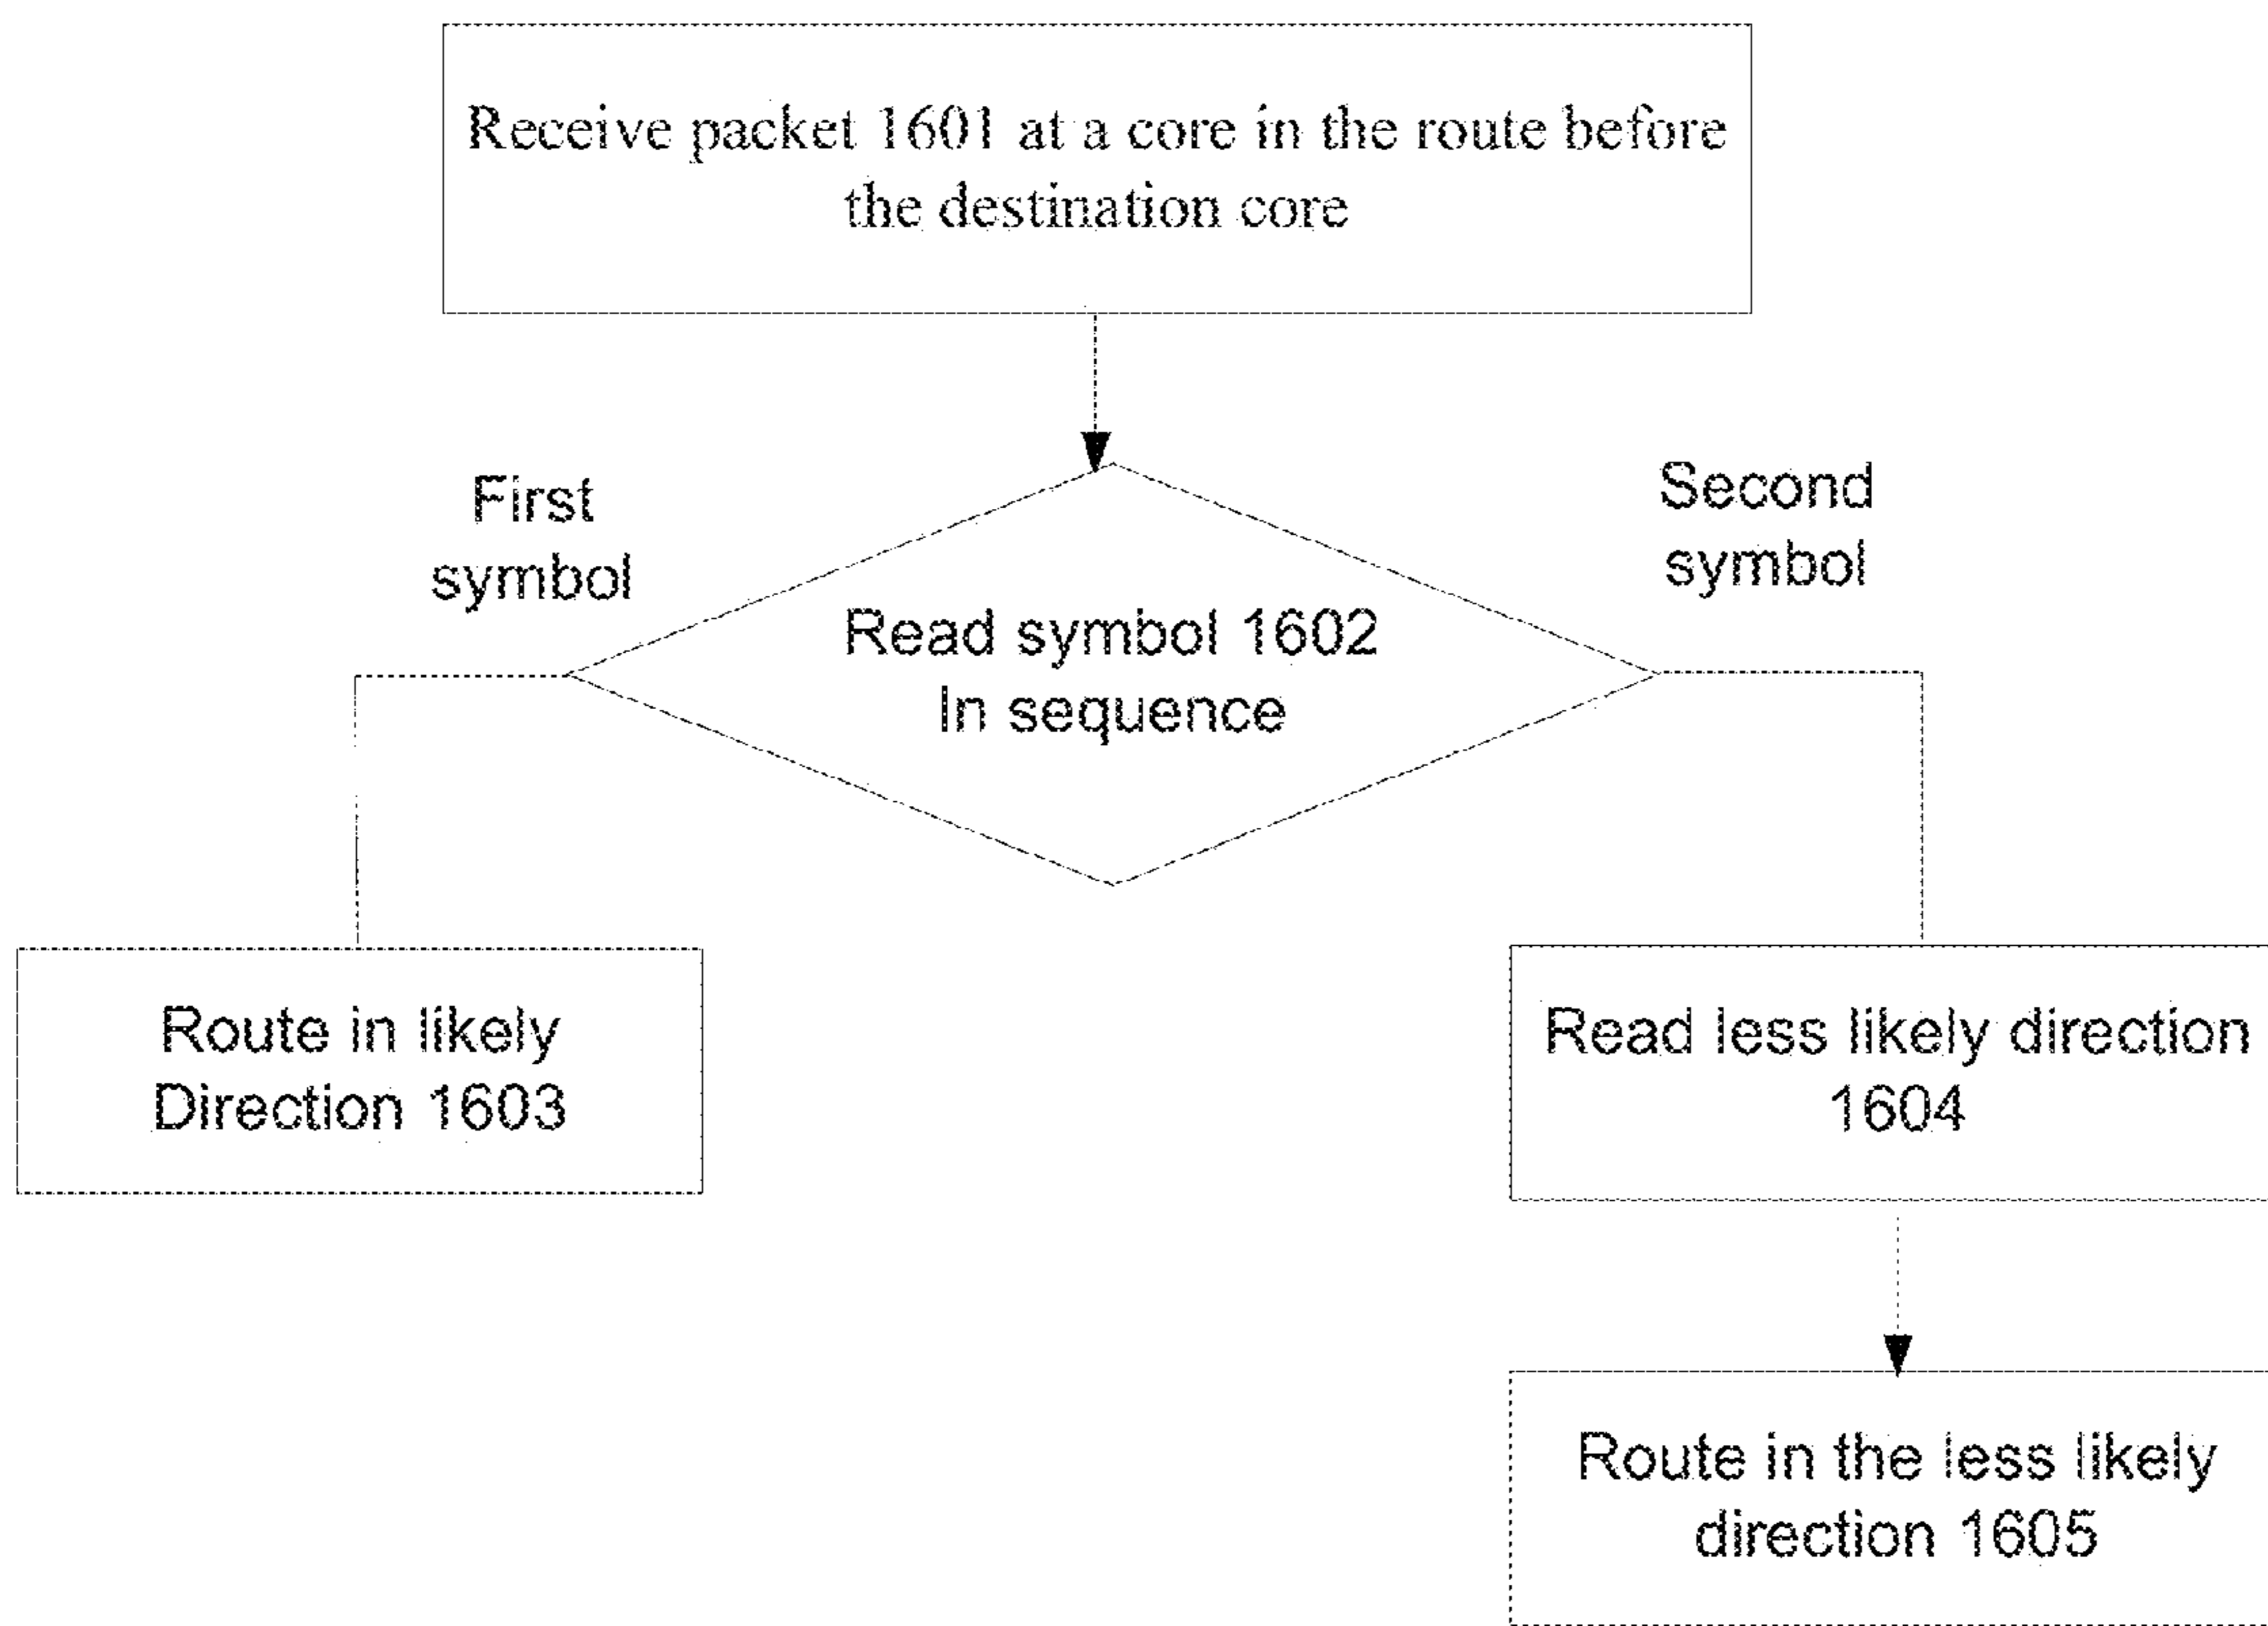 Receive packet 1601 at a core in the route before
the destination core
First
symbol
Second
symbol
Read symbol 1602
In sequence
Route in likely
Direction 1603
Read less likely direction
1604
Route in the less likely
direction 1605